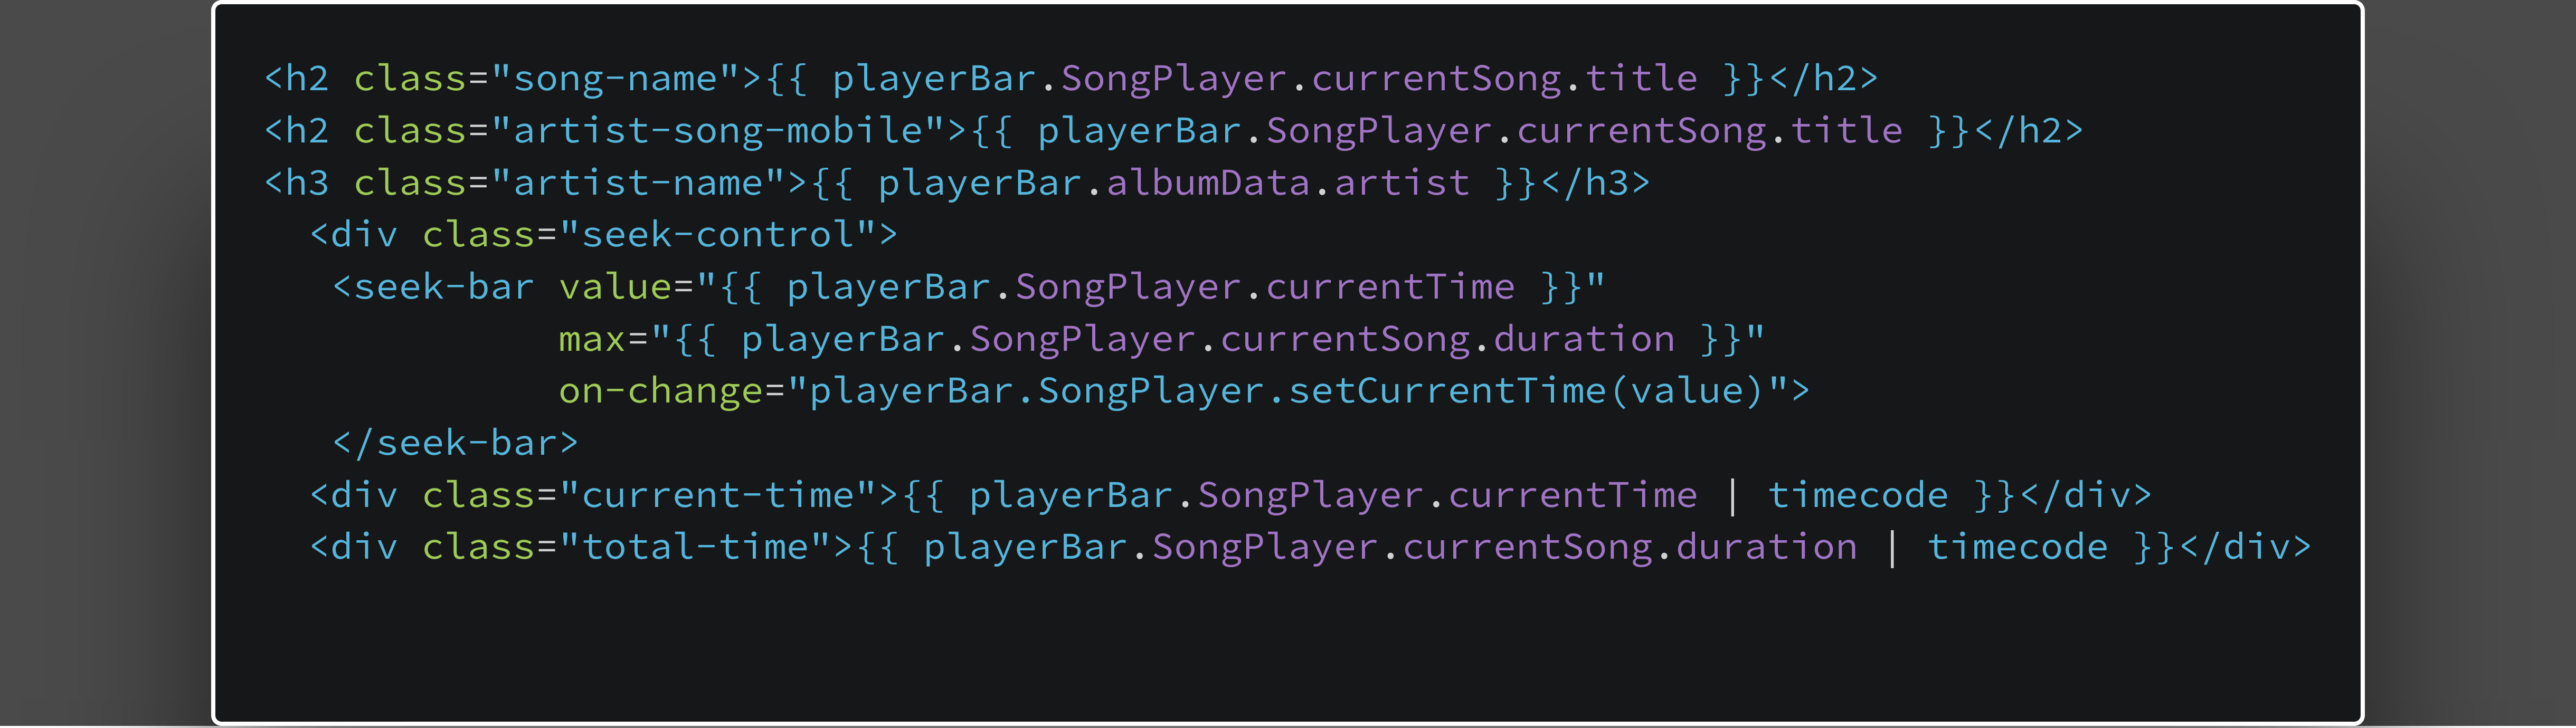 <h2 class="song-name">{{ playerBar.SongPlayer.currentSong.title }}</h2>
<h2 class="artist-song-mobile">{{ playerBar.SongPlayer.currentSong.title }}</h2>
<h3 class="artist-name">{{ playerBar.albumData.artist }}</h3>
  <div class="seek-control">
   <seek-bar value="{{ playerBar.SongPlayer.currentTime }}"
             max="{{ playerBar.SongPlayer.currentSong.duration }}"
             on-change="playerBar.SongPlayer.setCurrentTime(value)">
   </seek-bar>
  <div class="current-time">{{ playerBar.SongPlayer.currentTime | timecode }}</div>
  <div class="total-time">{{ playerBar.SongPlayer.currentSong.duration | timecode }}</div>